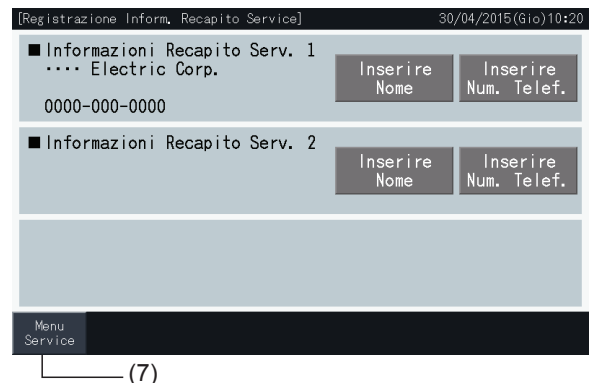 [Registrazione Inform. Recapito Service] 30/04/2015(Gio)10:20
■Informazioni Recapito Serv. 1
···· Electric Corp.
Inserire Nome
Inserire Num. Telef.
0000-000-0000
■Informazioni Recapito Serv. 2
Inserire Nome
Inserire Num. Telef.
Menu
Service
(7)